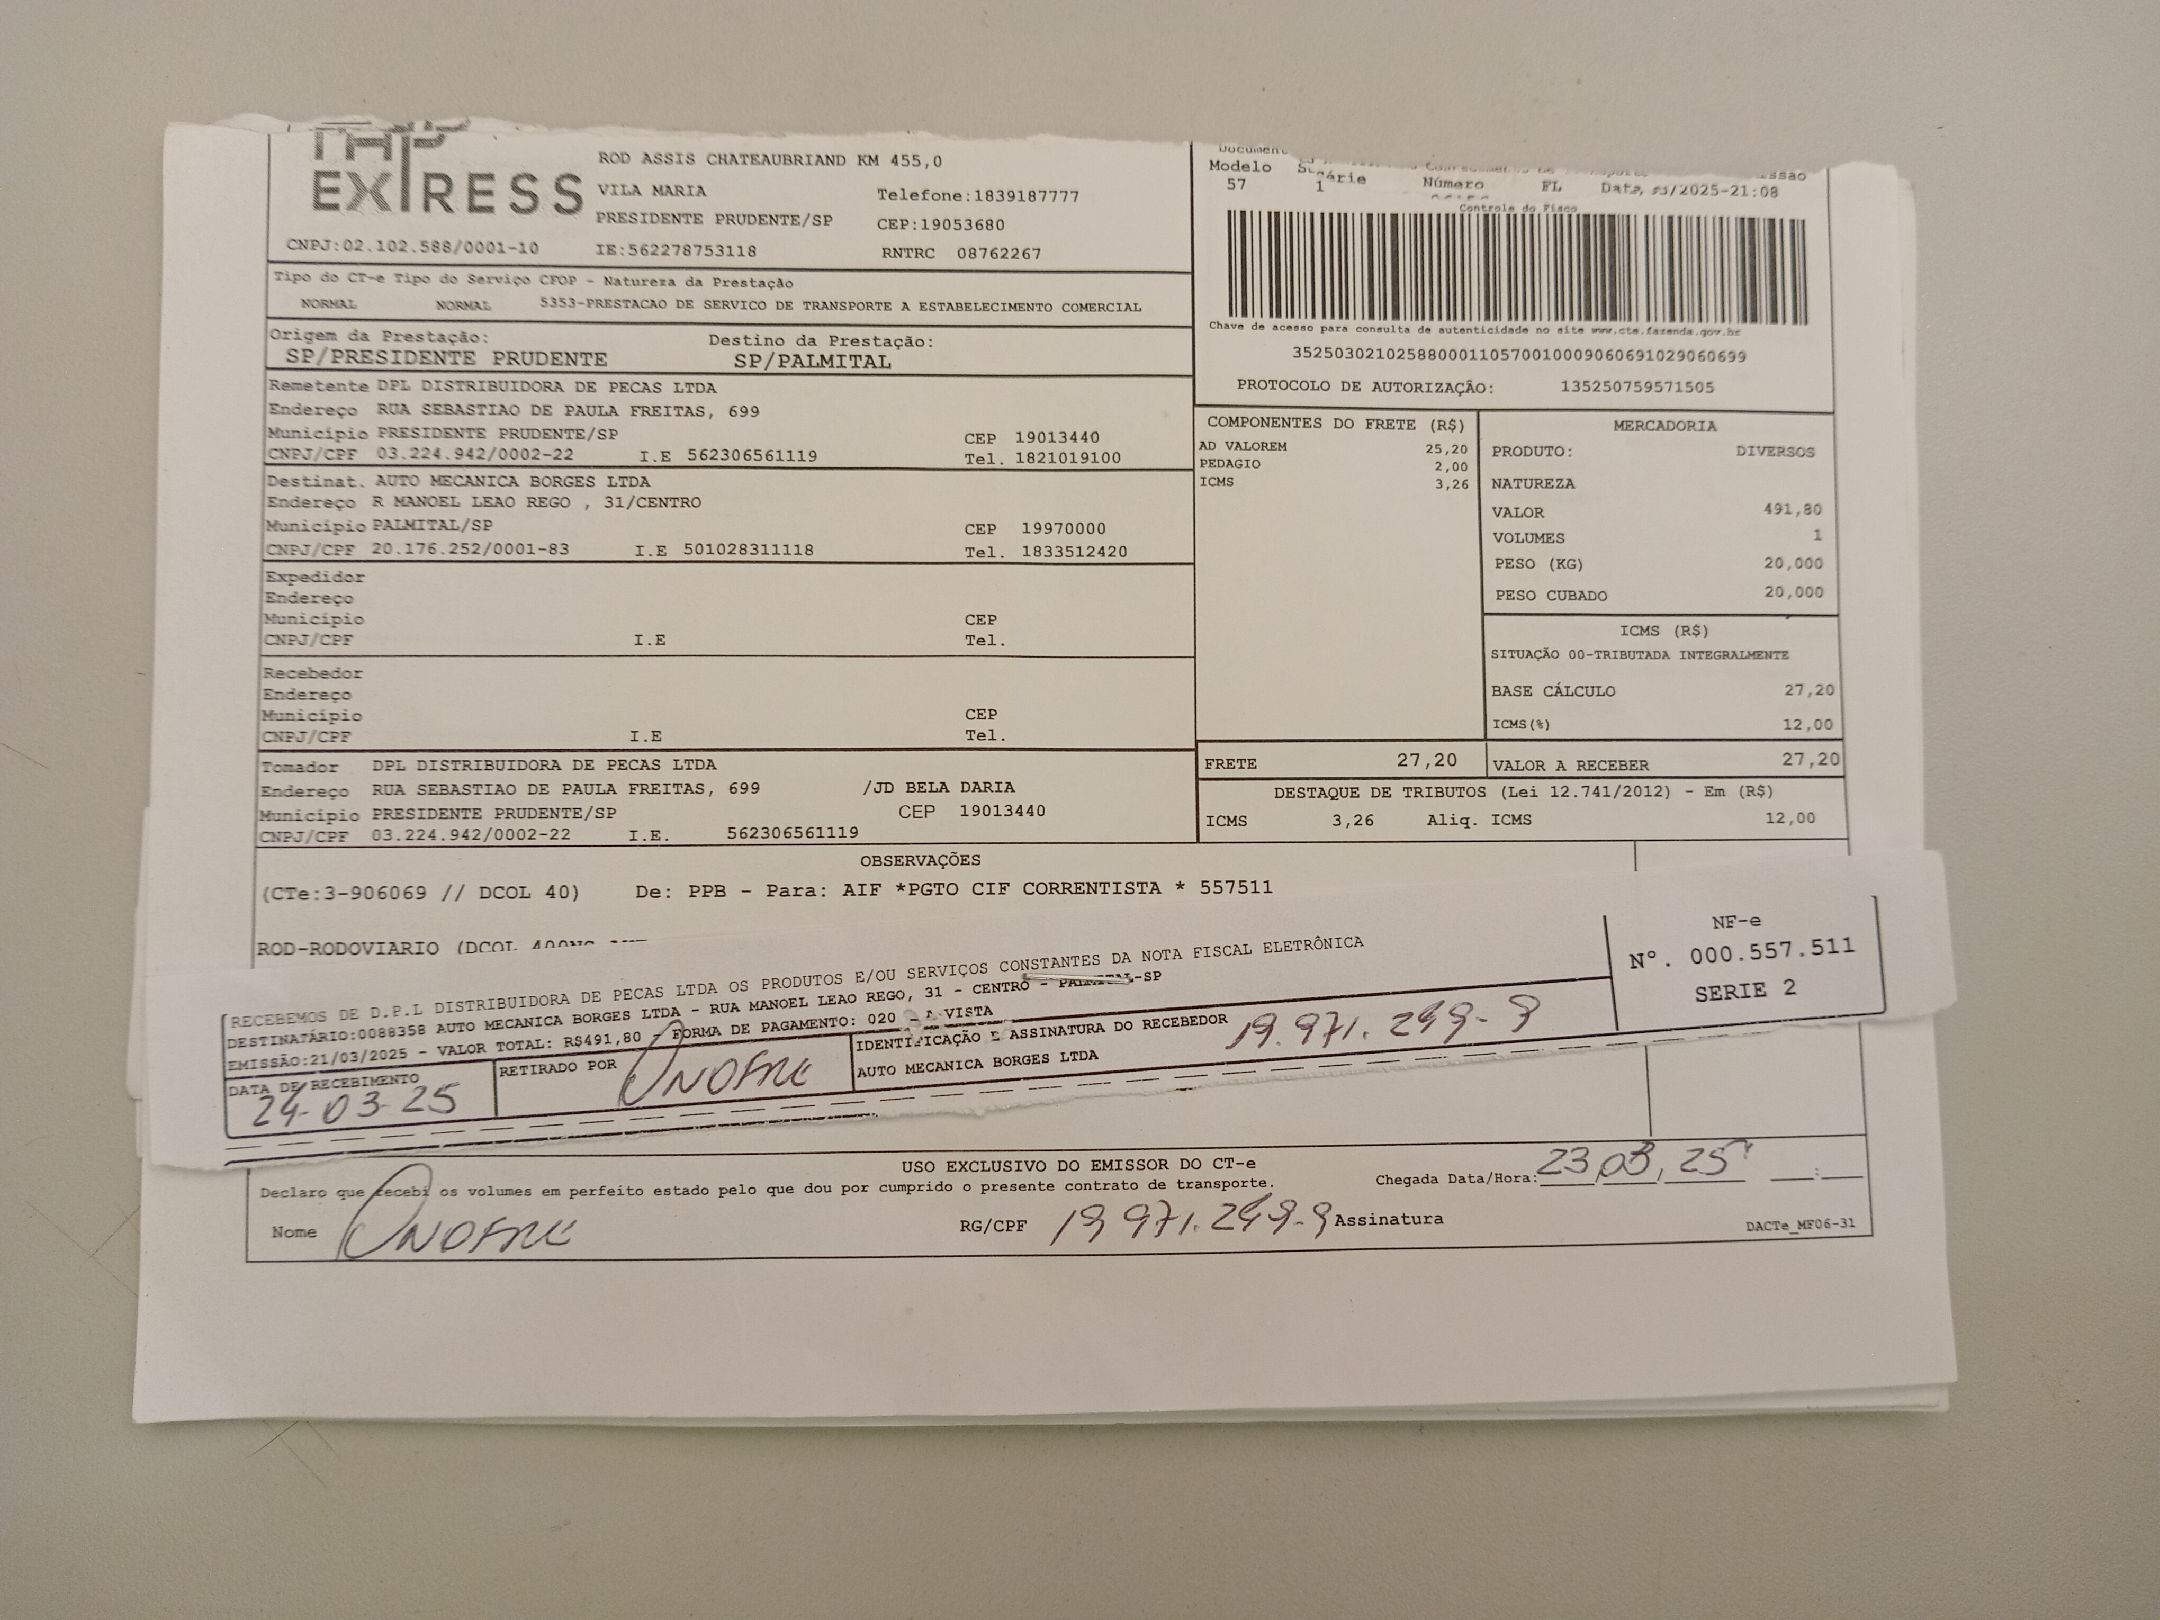 EXPRESS
ROD ASSIS CHATEAUBRIAND KM 455,0
VILA MARIA Telefone:1839187777
PRESIDENTE PRUDENTE/SP CEP:19053680
CNPJ:02.102.588/0001-10 IE:562278753118 RNTRC 08762267
Modelo Série Número FL Data
57 1 /2025-21:08
Controle do Fisco
Chave de acesso para consulta de autenticidade no site www.cte.fazenda.gov.br
35250302102588000110570010009060691029060699
PROTOCOLO DE AUTORIZAÇÃO: 135250759571505
Tipo do CT-e Tipo do Serviço CFOP - Natureza da Prestação
NORMAL NORMAL 5353-PRESTACAO DE SERVICO DE TRANSPORTE A ESTABELECIMENTO COMERCIAL
Origem da Prestação: Destino da Prestação:
SP/PRESIDENTE PRUDENTE SP/PALMITAL
Remetente DPL DISTRIBUIDORA DE PECAS LTDA
Endereço RUA SEBASTIAO DE PAULA FREITAS, 699
Município PRESIDENTE PRUDENTE/SP CEP 19013440
CNPJ/CPF 03.224.942/0002-22 I.E 562306561119 Tel. 1821019100
Destinat. AUTO MECANICA BORGES LTDA
Endereço R MANOEL LEAO REGO , 31/CENTRO
Município PALMITAL/SP CEP 19970000
CNPJ/CPF 20.176.252/0001-83 I.E 501028311118 Tel. 1833512420
Expedidor
Endereço
Município CEP
CNPJ/CPF I.E Tel.
Recebedor
Endereço
Município CEP
CNPJ/CPF I.E Tel.
Tomador DPL DISTRIBUIDORA DE PECAS LTDA
Endereço RUA SEBASTIAO DE PAULA FREITAS, 699 /JD BELA DARIA
Município PRESIDENTE PRUDENTE/SP CEP 19013440
CNPJ/CPF 03.224.942/0002-22 I.E. 562306561119
COMPONENTES DO FRETE (R$)
AD VALOREM 25,20
PEDAGIO 2,00
ICMS 3,26
MERCADORIA
PRODUTO: DIVERSOS
NATUREZA
VALOR 491,80
VOLUMES 1
PESO (KG) 20,000
PESO CUBADO 20,000
ICMS (R$)
SITUAÇÃO 00-TRIBUTADA INTEGRALMENTE
BASE CÁLCULO 27,20
ICMS(%) 12,00
FRETE 27,20 VALOR A RECEBER 27,20
DESTAQUE DE TRIBUTOS (Lei 12.741/2012) - Em (R$)
ICMS 3,26 Aliq. ICMS 12,00
OBSERVAÇÕES
(CTe:3-906069 // DCOL 40) De: PPB - Para: AIF *PGTO CIF CORRENTISTA * 557511
ROD-RODOVIARIO (DCOL
RECEBEMOS DE D.P.L DISTRIBUIDORA DE PECAS LTDA OS PRODUTOS E/OU SERVIÇOS CONSTANTES DA NOTA FISCAL ELETRÔNICA
DESTINATÁRIO:0088358 AUTO MECANICA BORGES LTDA - RUA MANOEL LEAO REGO, 31 - CENTRO - PALMITAL-SP
EMISSÃO:21/03/2025 - VALOR TOTAL: R$491,80 - FORMA DE PAGAMENTO: 020 - A VISTA
DATA DE RECEBIMENTO
24-03-25
RETIRADO POR
ONOFRE
IDENTIFICAÇÃO E ASSINATURA DO RECEBEDOR
19.971.299-9
AUTO MECANICA BORGES LTDA
NF-e
Nº. 000.557.511
SERIE 2
USO EXCLUSIVO DO EMISSOR DO CT-e
Declaro que recebi os volumes em perfeito estado pelo que dou por cumprido o presente contrato de transporte. Chegada Data/Hora: 23,03,25 :
Nome ONOFRE RG/CPF 19971.299-9 Assinatura
DACTe_MF06-31